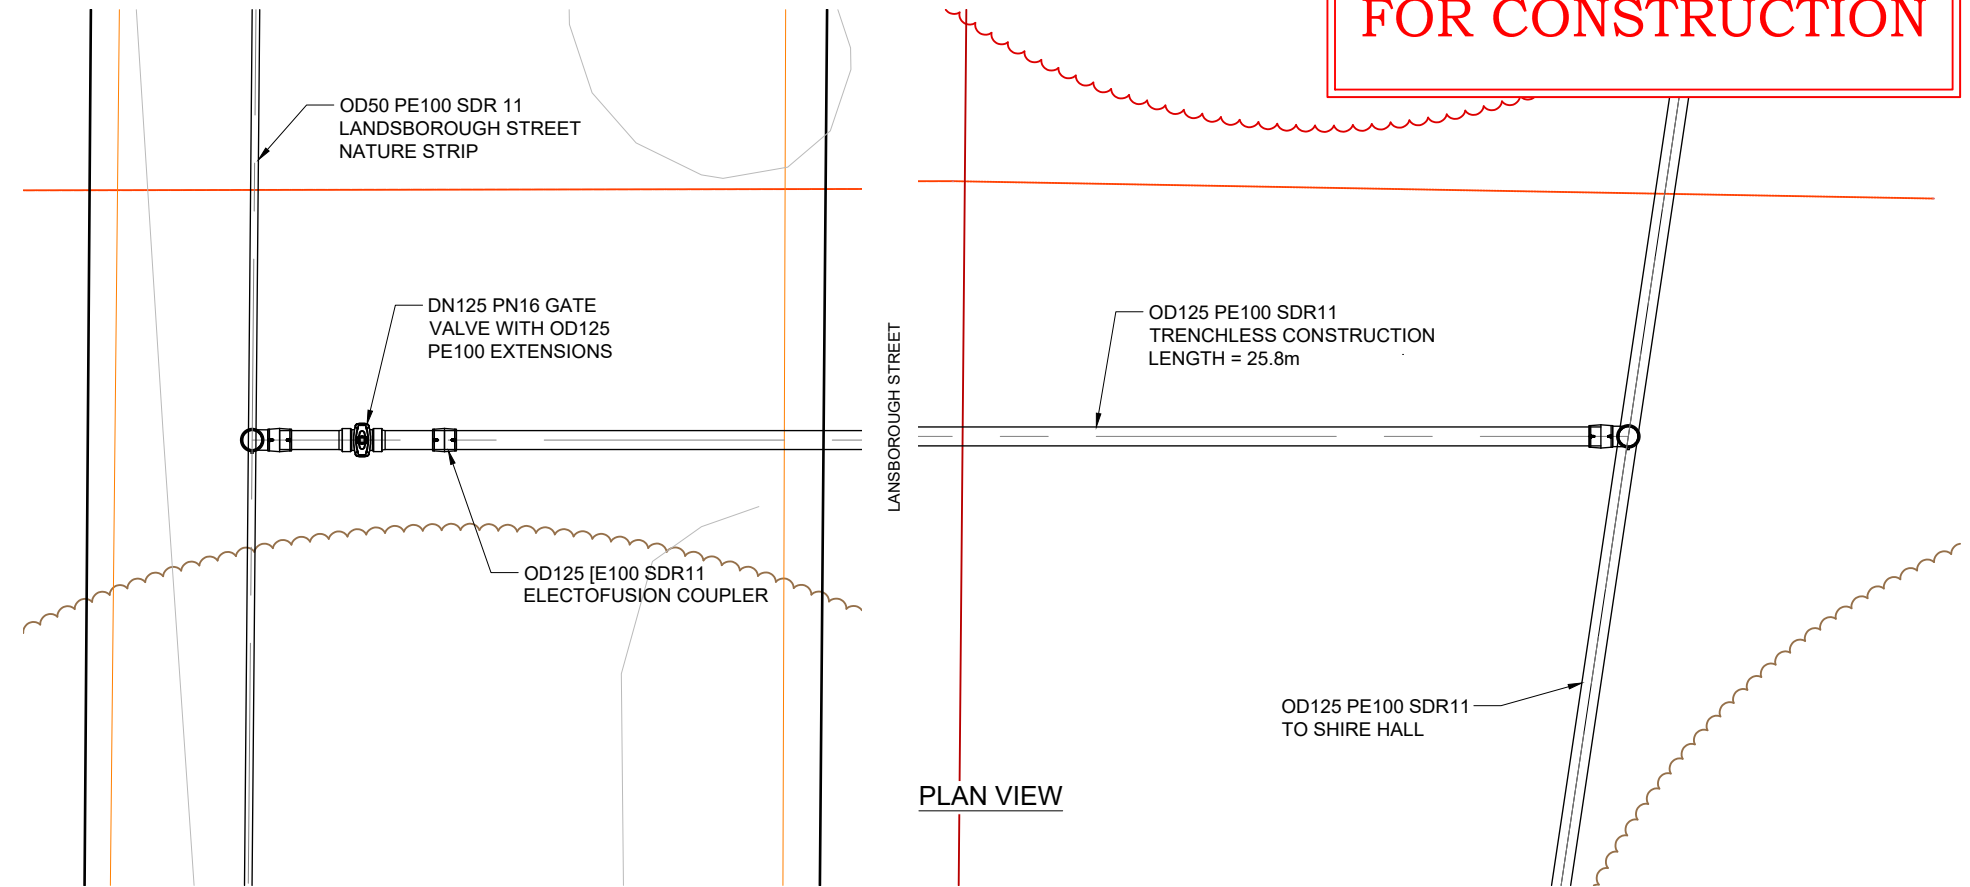 FOR CONSTRUCTION
OD50 PE100 SDR 11
LANDSBOROUGH STREET
NATURE STRIP
DN125 PN16 GATE
VALVE WITH OD125
PE100 EXTENSIONS
OD125 [E100 SDR11
ELECTOFUSION COUPLER
LANSBOROUGH STREET
OD125 PE100 SDR11
TRENCHLESS CONSTRUCTION
LENGTH = 25.8m
OD125 PE100 SDR11
TO SHIRE HALL
PLAN VIEW